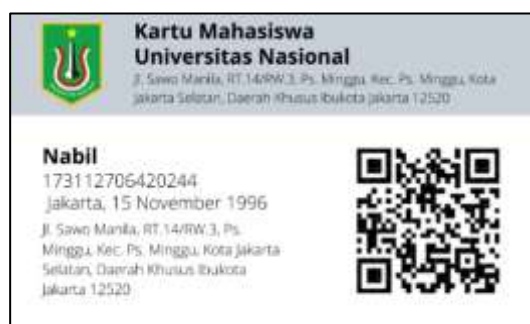 Kartu Mahasiswa
Universitas Nasional
Jl. Sawo Manila, RT.14/RW.3, Ps. Minggu, Kec. Ps. Minggu, Kota
Jakarta Selatan, Daerah Khusus Ibukota Jakarta 12520
Nabil
173112706420244
Jakarta, 15 November 1996
Jl. Sawo Manila, RT.14/RW.3, Ps.
Minggu, Kec. Ps. Minggu, Kota Jakarta
Selatan, Daerah Khusus Ibukota
Jakarta 12520